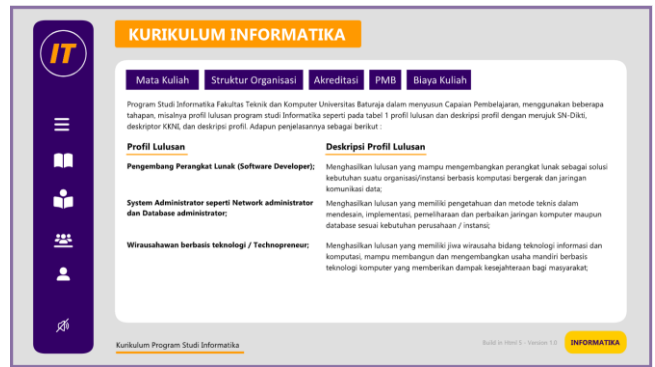 IT
KURIKULUM INFORMATIKA
Mata Kuliah Struktur Organisasi Akreditasi PMB Biaya Kuliah
Program Studi Informatika Fakultas Teknik dan Komputer Universitas Baturaja dalam menyusun Capaian Pembelajaran, menggunakan beberapa
tahapan, misalnya profil lulusan program studi Informatika seperti pada tabel 1 profil lulusan dan deskripsi profil dengan merujuk SN-Dikti,
deskriptor KKNI, dan deskripsi profil. Adapun penjelasannya sebagai berikut :
Profil Lulusan
Deskripsi Profil Lulusan
Pengembang Perangkat Lunak (Software Developer);
Menghasilkan lulusan yang mampu mengembangkan perangkat lunak sebagai solusi
kebutuhan suatu organisasi/instansi berbasis komputasi bergerak dan jaringan
komunikasi data;
System Administrator seperti Network administrator
dan Database administrator;
Menghasilkan lulusan yang memiliki pengetahuan dan metode teknis dalam
mendesain, implementasi, pemeliharaan dan perbaikan jaringan komputer maupun
database sesuai kebutuhan perusahaan / instansi;
Wirausahawan berbasis teknologi / Technopreneur;
Menghasilkan lulusan yang memiliki jiwa wirausaha bidang teknologi informasi dan
komputasi, mampu membangun dan mengembangkan usaha mandiri berbasis
teknologi komputer yang memberikan dampak kesejahteraan bagi masyarakat;
Kurikulum Program Studi Informatika
Build in Html 5 - Version 1.0
INFORMATIKA